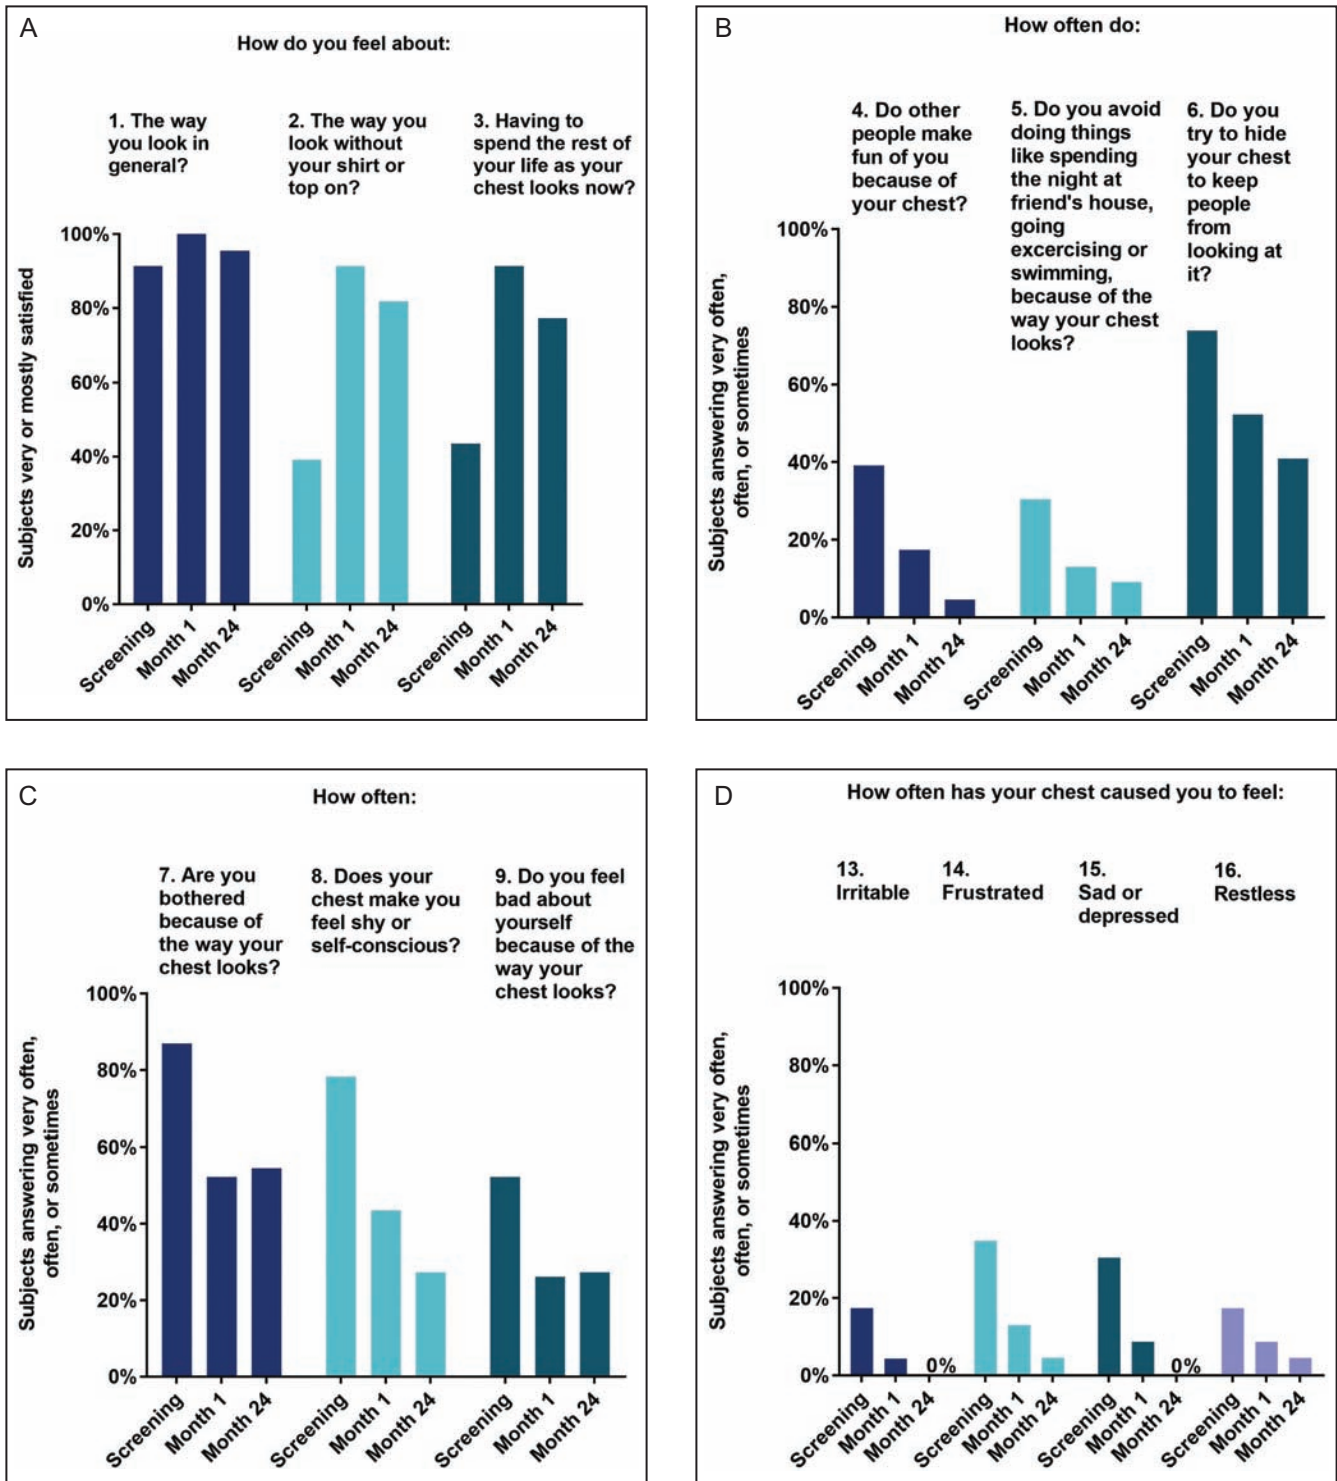 A
How do you feel about:
1. The way
you look in
general?
2. The way you
look without
your shirt or
top on?
3. Having to
spend the rest of
your life as your
chest looks now?
Subjects very or mostly satisfied
100%
80%
60%
40%
20%
0%
Screening
Month 1
Month 24
Screening
Month 1
Month 24
Screening
Month 1
Month 24
B
How often do:
4. Do other
people make
fun of you
because of
your chest?
5. Do you avoid
doing things
like spending
the night at
friend's house,
going
excercising or
swimming,
because of the
way your chest
looks?
6. Do you
try to hide
your chest
to keep
people
from
looking at
it?
Subjects answering very often,
often, or sometimes
100%
80%
60%
40%
20%
0%
Screening
Month 1
Month 24
Screening
Month 1
Month 24
Screening
Month 1
Month 24
C
How often:
7. Are you
bothered
because of
the way your
chest looks?
8. Does your
chest make you
feel shy or
self-conscious?
9. Do you feel
bad about
yourself
because of the
way your
chest looks?
Subjects answering very often,
often, or sometimes
100%
80%
60%
40%
20%
0%
Screening
Month 1
Month 24
Screening
Month 1
Month 24
Screening
Month 1
Month 24
D
How often has your chest caused you to feel:
13.
Irritable
14.
Frustrated
15.
Sad or
depressed
16.
Restless
Subjects answering very often,
often, or sometimes
100%
80%
60%
40%
20%
0%
0%
0%
Screening
Month 1
Month 24
Screening
Month 1
Month 24
Screening
Month 1
Month 24
Screening
Month 1
Month 24